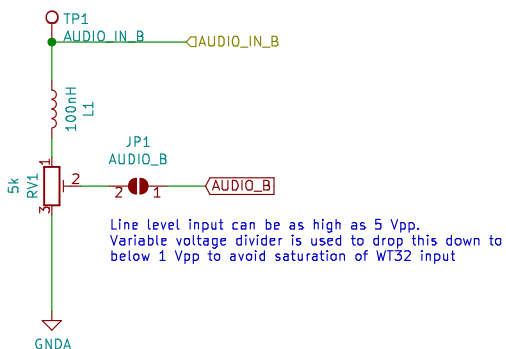 TP1
AUDIO_IN_B
AUDIO_IN_B
100nH
L1
JP1
AUDIO_B
5k
RV1
1
2
3
2
1
AUDIO_B
Line level input can be as high as 5 Vpp.
Variable voltage divider is used to drop this down to
below 1 Vpp to avoid saturation of WT32 input
GNDA